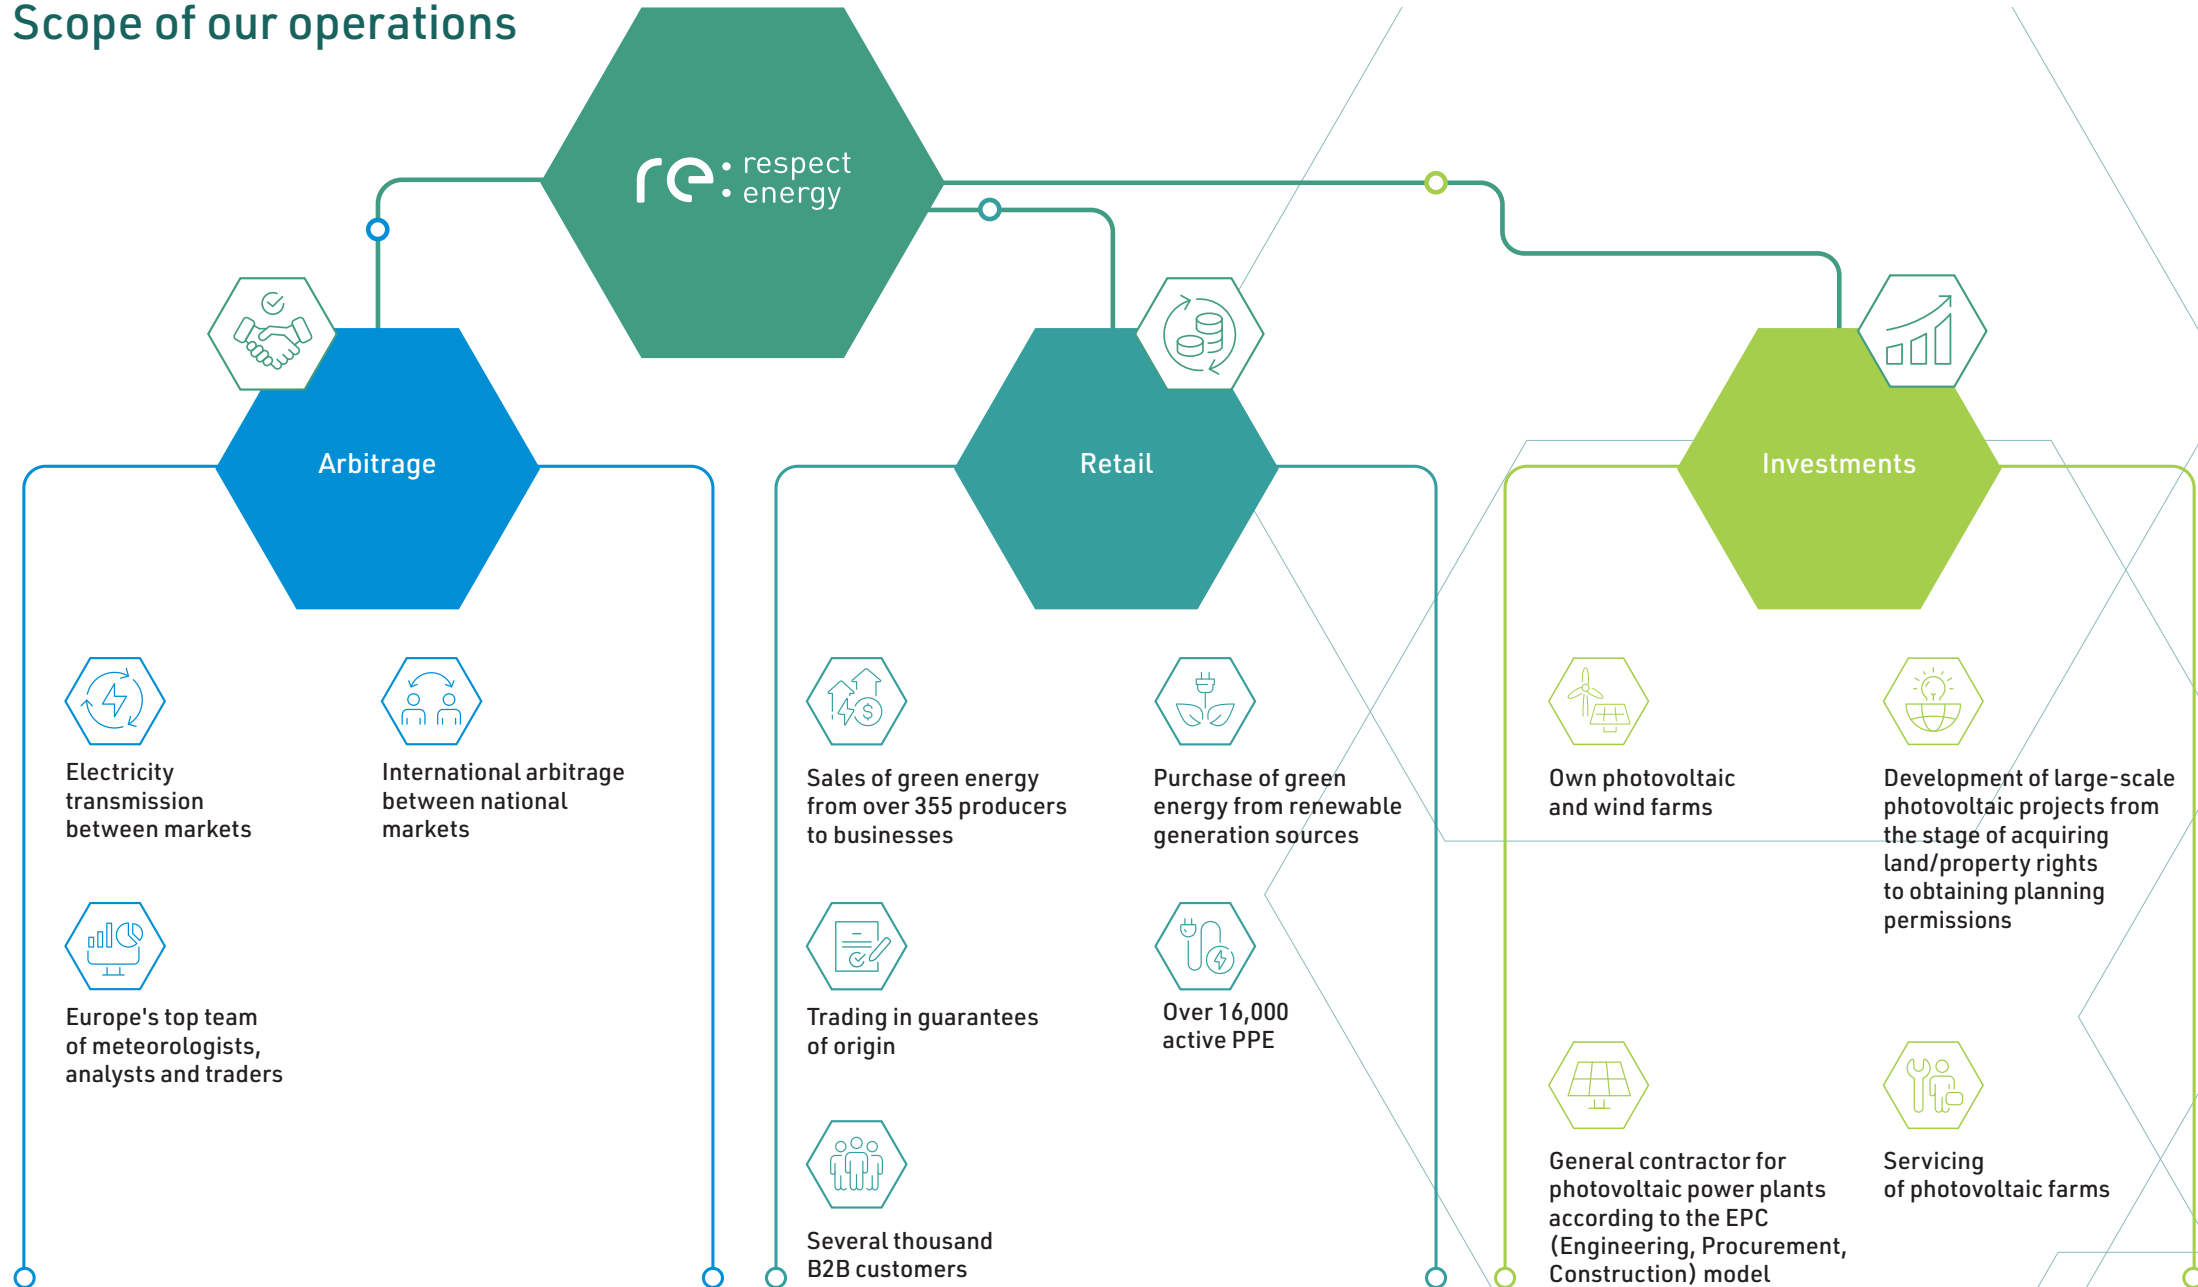 Scope of our operations
re: respect
energy
Arbitrage
Electricity
transmission
between markets
International arbitrage
between national
markets
Europe's top team
of meteorologists,
analysts and traders
Retail
Sales of green energy
from over 355 producers
to businesses
Purchase of green
energy from renewable
generation sources
Trading in guarantees
of origin
Over 16,000
active PPE
Several thousand
B2B customers
Investments
Own photovoltaic
and wind farms
Development of large-scale
photovoltaic projects from
the stage of acquiring
land/property rights
to obtaining planning
permissions
General contractor for
photovoltaic power plants
according to the EPC
(Engineering, Procurement,
Construction) model
Servicing
of photovoltaic farms